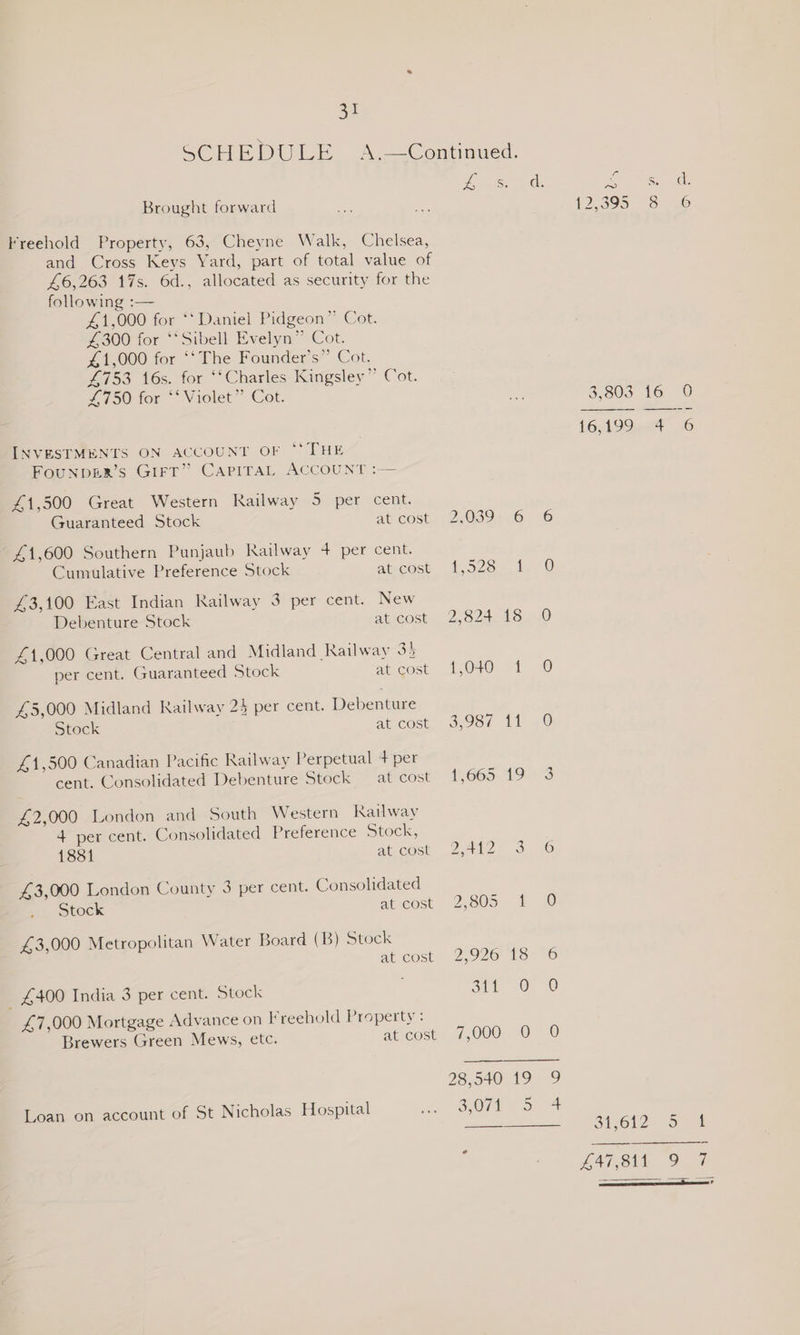 31
SCHEDULE A.—Continued.
£ s. d. £ s. d.
Brought forward ... ... 12,395 8 6
Freehold Property, 63, Cheyne Walk, Chelsea,
and Cross Keys Yard, part of total value of
£6,263 17s. 6d., allocated as security for the
following :—
£1,000 for “Daniel Pidgeon” Cot.
£300 for “Sibell Evelyn” Cot.
£1,000 for “The Founder’s” Cot.
£753 16s. for “Charles Kingsley” Cot.
£750 for “Violet” Cot. ... 3,803 16 0
16,199 4 6
INVESTMENTS ON ACCOUNT OF “THE
FOUNDER’S GIFT” CAPITAL ACCOUNT :—
£1,500 Great Western Railway 5 per cent.
Guaranteed Stock at cost 2,039 6 6
£1,600 Southern Punjaub Railway 4 per cent.
Cumulative Preference Stock at cost 1,528 1 0
£3,100 East Indian Railway 3 per cent. New
Debenture Stock at cost 2,824 18 0
£1,000 Great Central and Midland Railway 3½
per cent. Guaranteed Stock at cost 1,040 1 0
£5,000 Midland Railway 2½ per cent. Debenture
Stock at cost 3,987 11 0
£1,500 Canadian Pacific Railway Perpetual 4 per
cent. Consolidated Debenture Stock at cost 1,665 19 3
£2,000 London and South Western Railway
4 per cent. Consolidated Preference Stock,
1881 at cost 2,412 3 6
£3,000 London County 3 per cent. Consolidated
Stock at cost 2,805 1 0
£3,000 Metropolitan Water Board (B) Stock
at cost 2,926 18 6
£400 India 3 per cent. Stock 311 0 0
£7,000 Mortgage Advance on Freehold Property :
Brewers Green Mews, etc. at cost 7,000 0 0
28,540 19 9
Loan on account of St Nicholas Hospital ... 3,071 5 4
31,612 5 1
£47,811 9 7